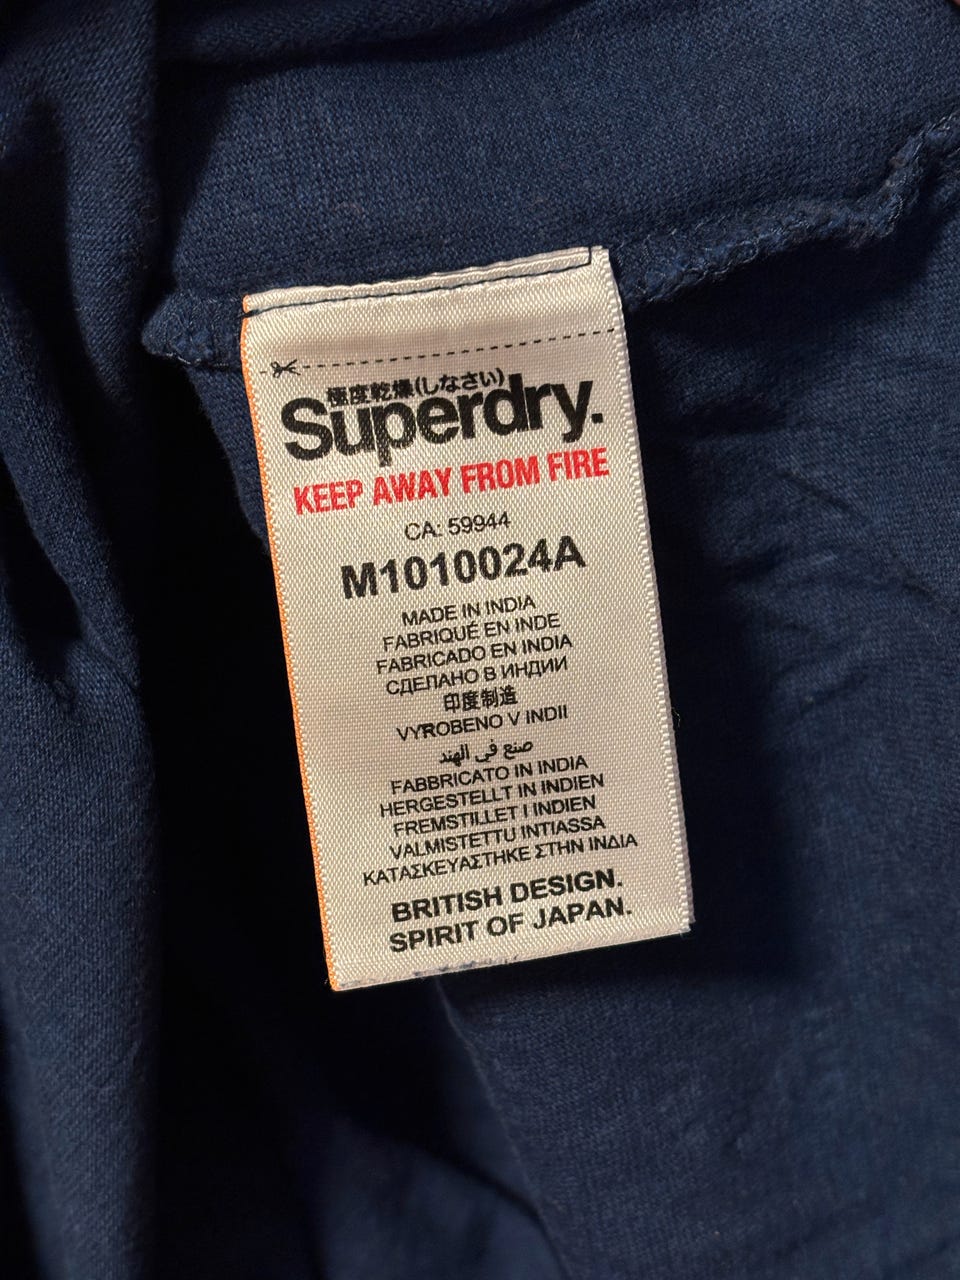 極度乾燥(しなさい)
Superdry.
KEEP AWAY FROM FIRE
CA: 59944
M1010024A
MADE IN INDIA
FABRIQUÉ EN INDE
FABRICADO EN INDIA
СДЕЛАНО В ИНДИИ
印度制造
VYROBENO V INDII
صنع في الهند
FABBRICATO IN INDIA
HERGESTELLT IN INDIEN
FREMSTILLET I INDIEN
VALMISTETTU INTIASSA
ΚΑΤΑΣΚΕΥΑΣΤΗΚΕ ΣΤΗΝ ΙΝΔΙΑ
BRITISH DESIGN.
SPIRIT OF JAPAN.